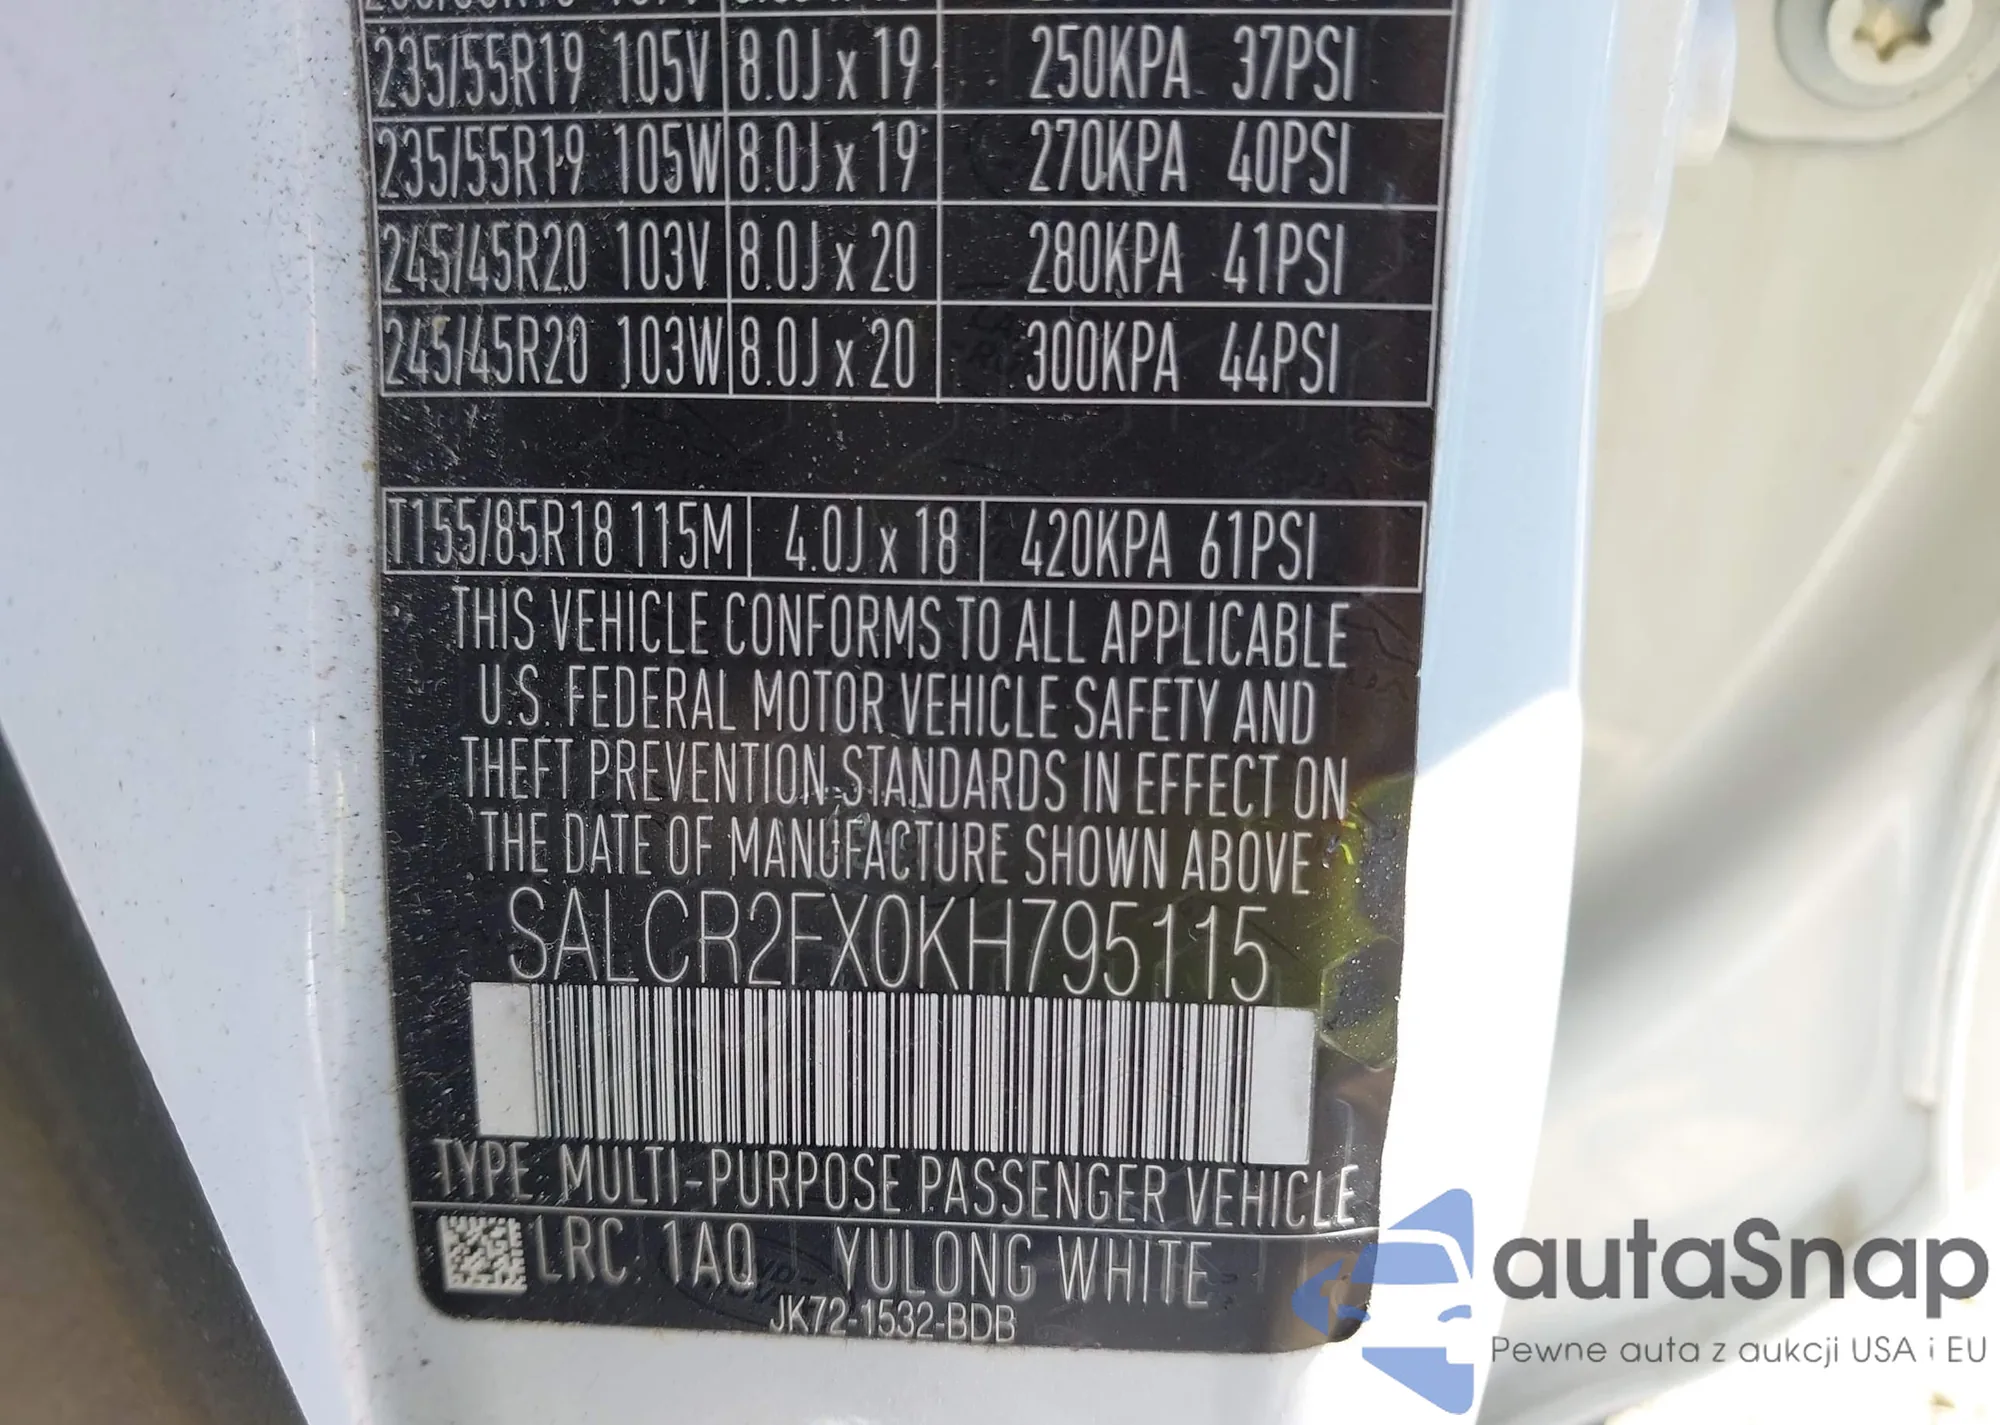 235/55R19 105V 8.0J x 19 250KPA 37PSI
235/55R19 105W 8.0J x 19 270KPA 40PSI
245/45R20 103V 8.0J x 20 280KPA 41PSI
245/45R20 103W 8.0J x 20 300KPA 44PSI
T155/85R18 115M 4.0J x 18 420KPA 61PSI
THIS VEHICLE CONFORMS TO ALL APPLICABLE
U.S. FEDERAL MOTOR VEHICLE SAFETY AND
THEFT PREVENTION STANDARDS IN EFFECT ON
THE DATE OF MANUFACTURE SHOWN ABOVE
SALCR2FX0KH795115
TYPE MULTI-PURPOSE PASSENGER VEHICLE
LRC 1AQ YULONG WHITE
JK72-1532-BDB
autaSnap
Pewne auta z aukcji USA i EU